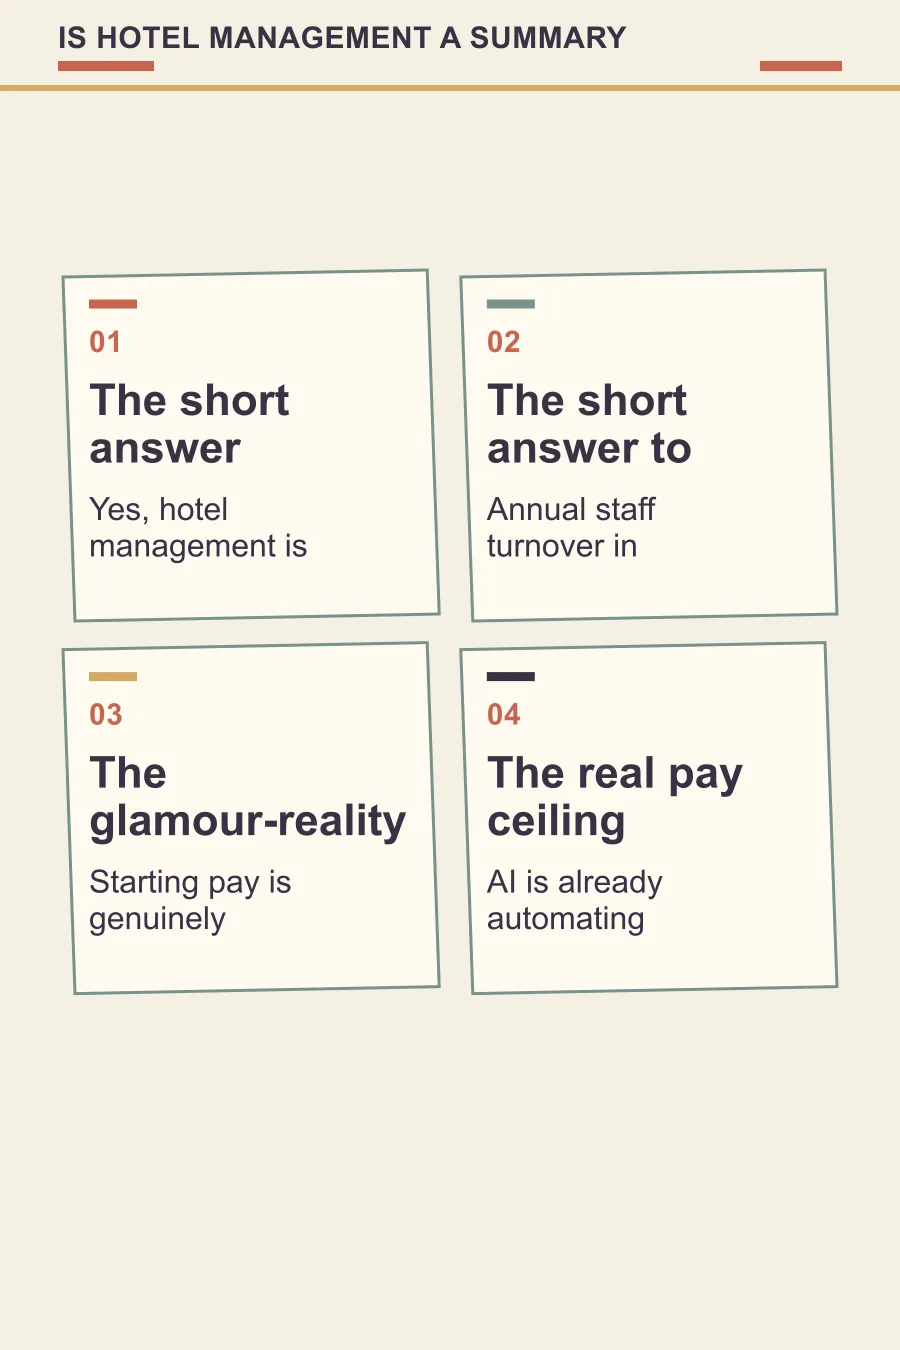 IS HOTEL MANAGEMENT A SUMMARY
01
The short
answer
Yes, hotel
management is
02
The short
answer to
Annual staff
turnover in
03
The
glamour-reality
Starting pay is
genuinely
04
The real pay
ceiling
AI is already
automating